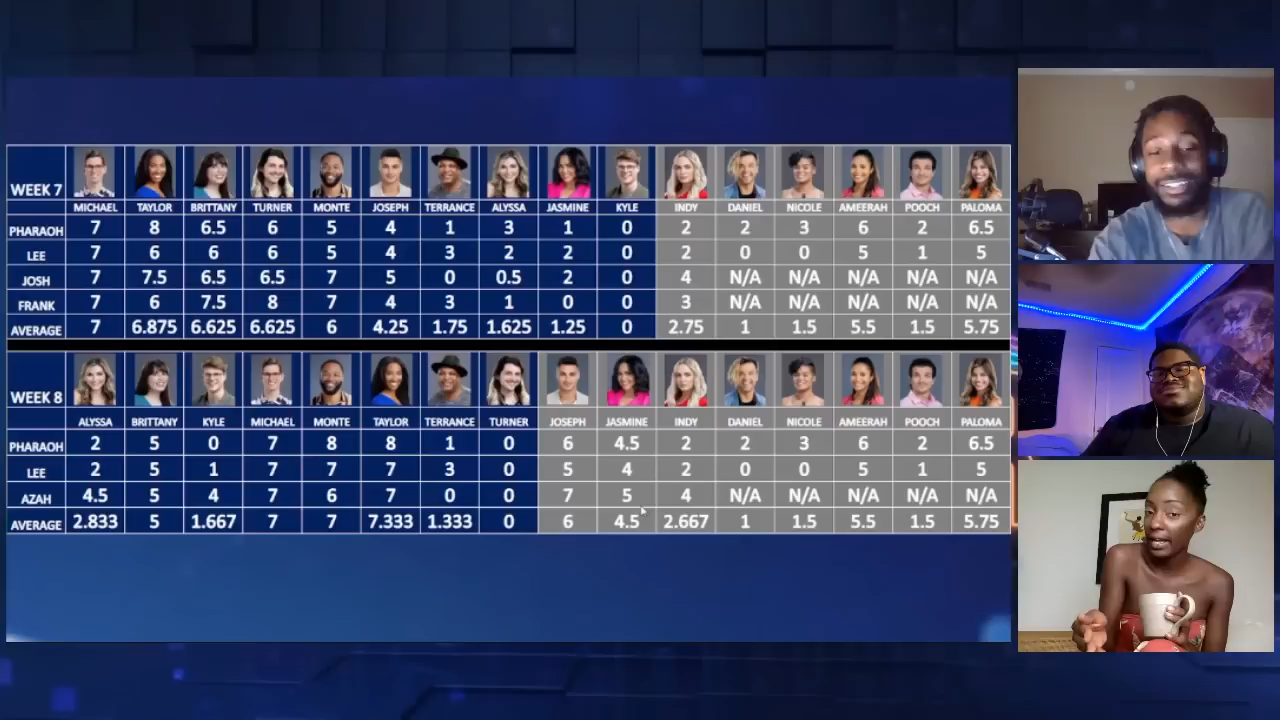 WEEK 7
MICHAEL TAYLOR BRITTANY TURNER MONTE JOSEPH TERRANCE ALYSSA JASMINE KYLE INDY DANIEL NICOLE AMEERAH POOCH PALOMA
PHARAOH 7 8 6.5 6 5 4 1 3 1 0 2 2 3 6 2 6.5
LEE 7 6 6 6 5 4 3 2 2 0 2 0 0 5 1 5
JOSH 7 7.5 6.5 6.5 7 5 0 0.5 2 0 4 N/A N/A N/A N/A N/A
FRANK 7 6 7.5 8 7 4 3 1 0 0 3 N/A N/A N/A N/A N/A
AVERAGE 7 6.875 6.625 6.625 6 4.25 1.75 1.625 1.25 0 2.75 1 1.5 5.5 1.5 5.75
WEEK 8
ALYSSA BRITTANY KYLE MICHAEL MONTE TAYLOR TERRANCE TURNER JOSEPH JASMINE INDY DANIEL NICOLE AMEERAH POOCH PALOMA
PHARAOH 2 5 0 7 8 8 1 0 6 4.5 2 2 3 6 2 6.5
LEE 2 5 1 7 7 7 3 0 5 4 2 0 0 5 1 5
AZAH 4.5 5 4 7 6 7 0 0 7 5 4 N/A N/A N/A N/A N/A
AVERAGE 2.833 5 1.667 7 7 7.333 1.333 0 6 4.5 2.667 1 1.5 5.5 1.5 5.75